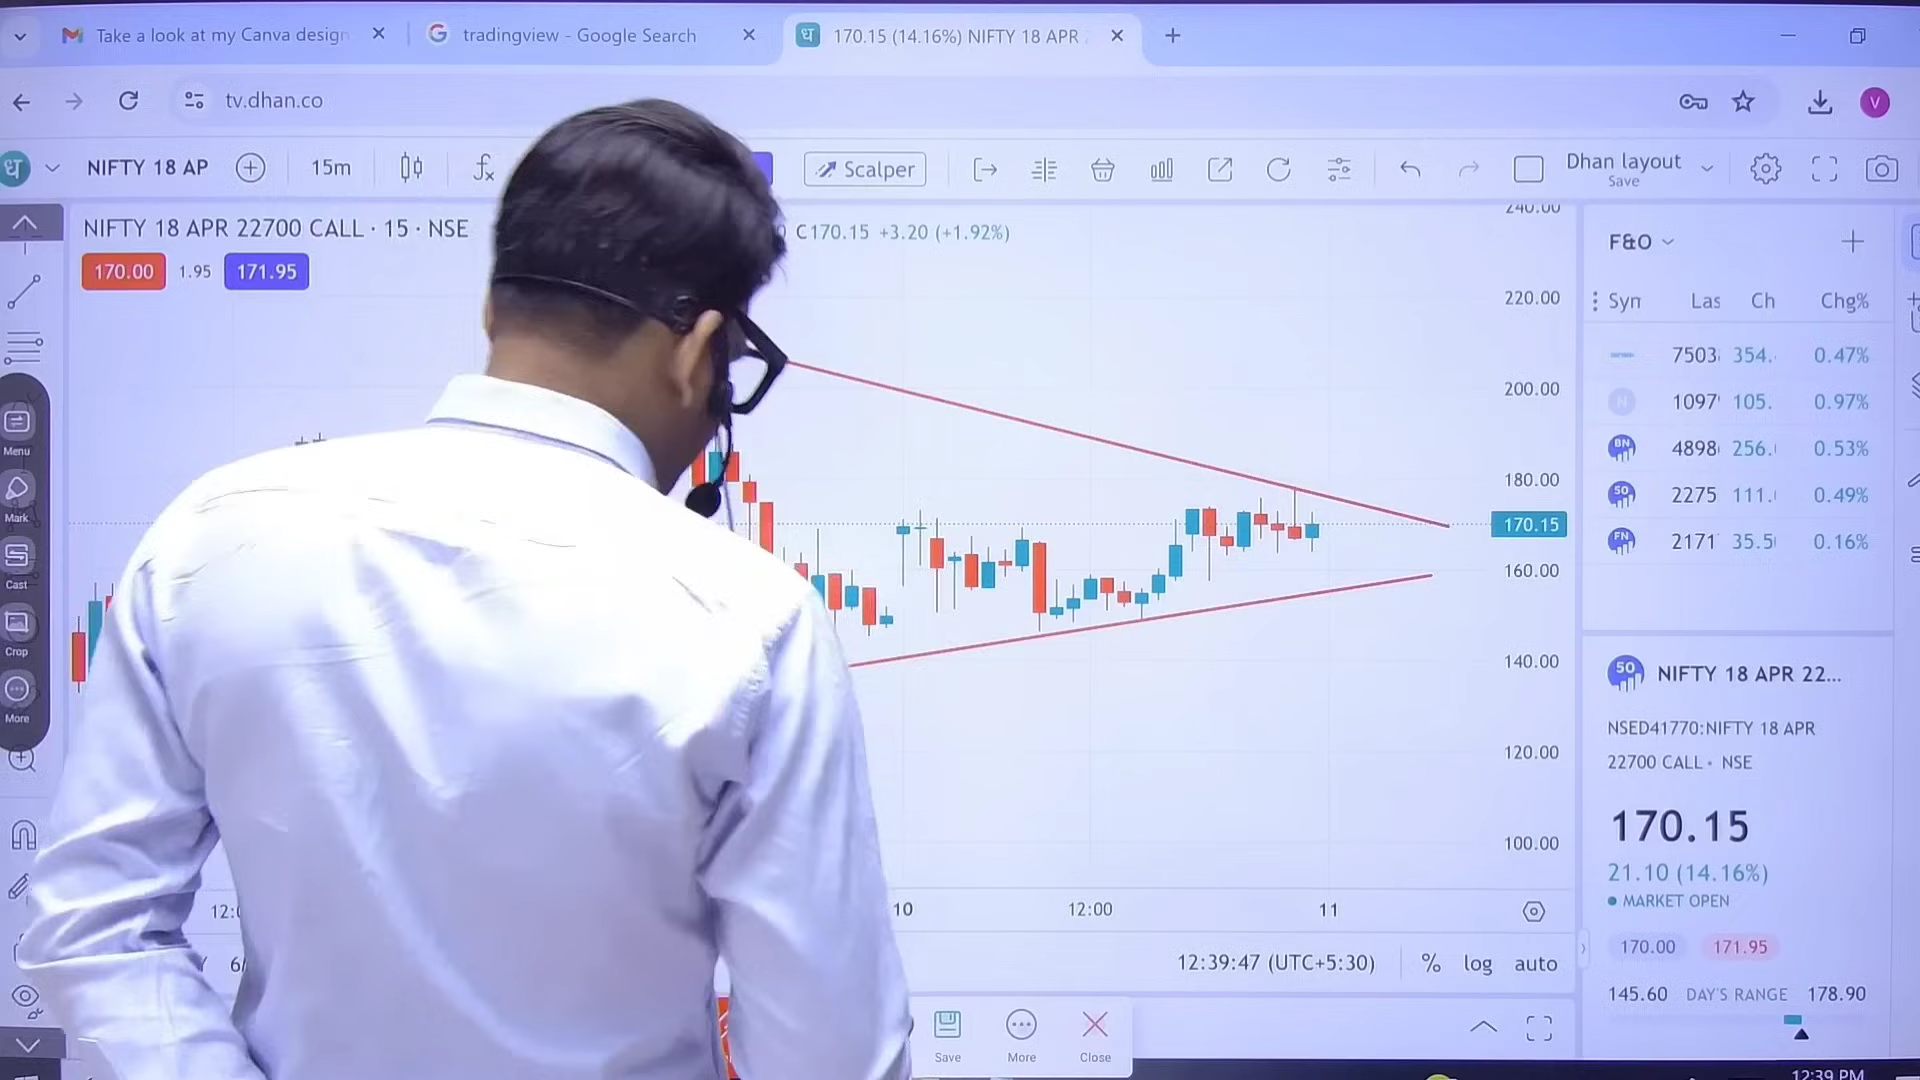 Take a look at my Canva design
tradingview - Google Search
170.15 (14.16%) NIFTY 18 APR
tv.dhan.co
V
ध
NIFTY 18 AP
15m
Scalper
Dhan layout
Save
NIFTY 18 APR 22700 CALL · 15 · NSE
C170.15 +3.20 (+1.92%)
170.00
1.95
171.95
240.00
220.00
200.00
180.00
170.15
160.00
140.00
120.00
100.00
Menu
Mark
Cast
Crop
More
10
12:00
11
12:39:47 (UTC+5:30)
%
log
auto
Save
More
Close
F&O
Syn Las Ch Chg%
7503 354. 0.47%
N 1097 105. 0.97%
BN 4898 256. 0.53%
50 2275 111. 0.49%
FN 2171 35.5 0.16%
50 NIFTY 18 APR 22...
NSED41770:NIFTY 18 APR
22700 CALL • NSE
170.15
21.10 (14.16%)
MARKET OPEN
170.00 171.95
145.60 DAY'S RANGE 178.90
12:39 PM